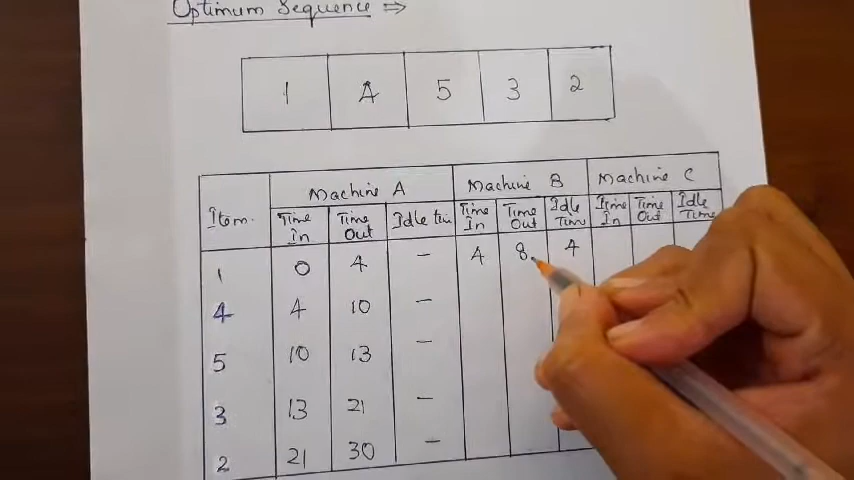 Optimum Sequence ⇒
1 4 5 3 2
Item. Machine A Machine B Machine C
Time In Time Out Idle Tim Time In Time Out Idle Time Time In Time Out Idle Time
1 0 4 - 4 8 4
4 4 10 -
5 10 13 -
3 13 21 -
2 21 30 -